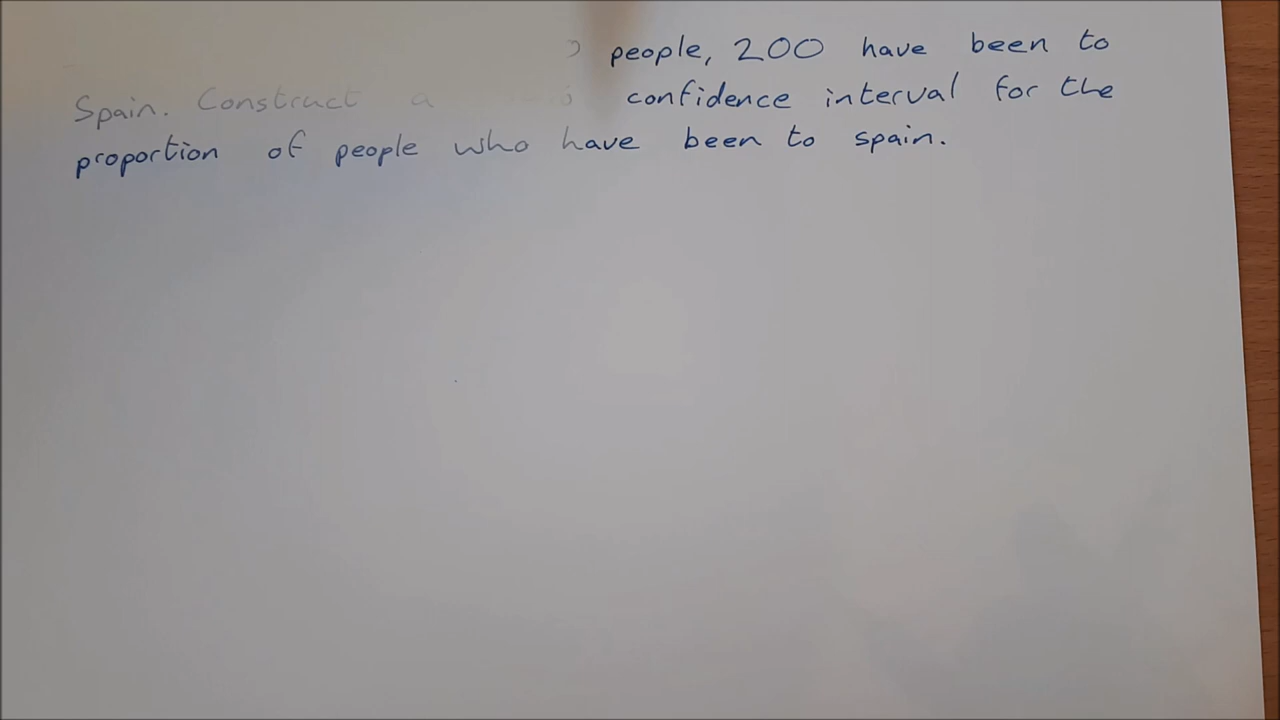 people, 200 have been to
Spain. Construct a confidence interval for the
proportion of people who have been to spain.